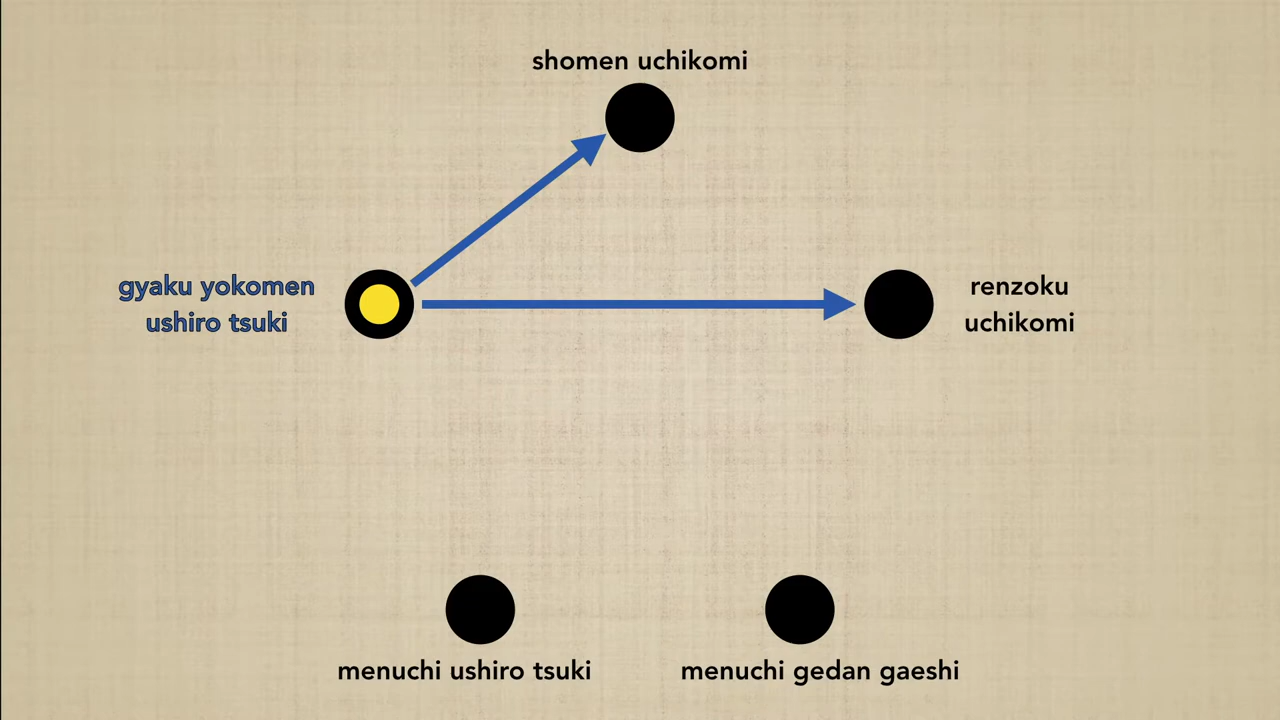 shomen uchikomi
gyaku yokomen
ushiro tsuki
renzoku
uchikomi
menuchi ushiro tsuki
menuchi gedan gaeshi